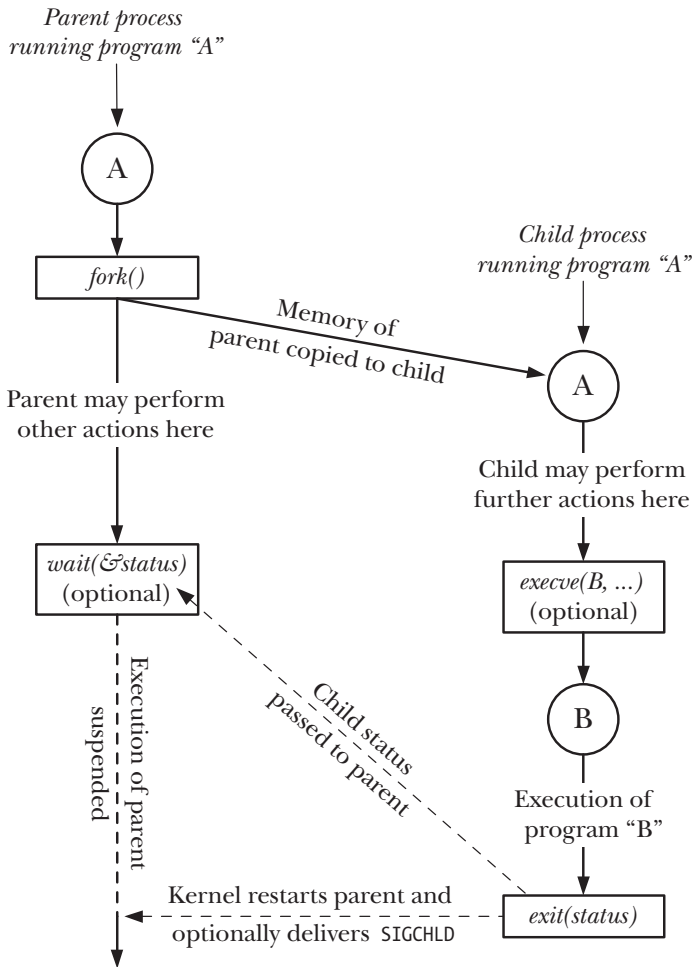 Parent process
running program “A”
A
fork()
Child process
running program “A”
Memory of
parent copied to child
A
Parent may perform
other actions here
Child may perform
further actions here
wait(&status)
(optional)
execve(B, ...)
(optional)
Execution of parent
suspended
Child status
passed to parent
B
Execution of
program “B”
Kernel restarts parent and
optionally delivers SIGCHLD
exit(status)